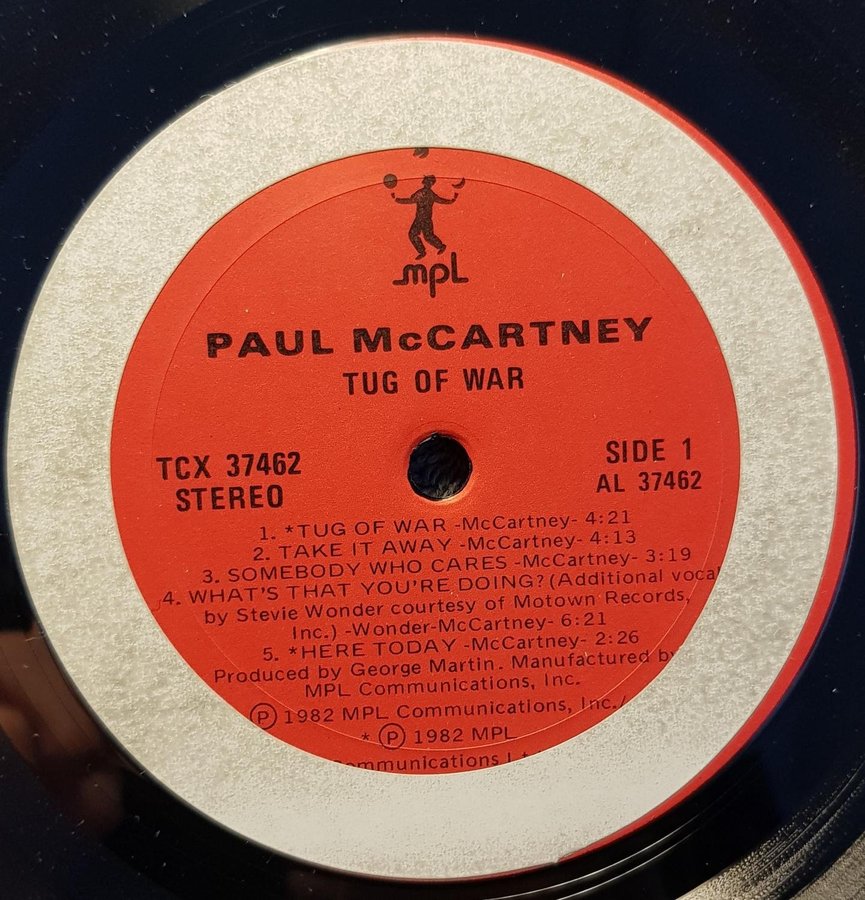 mpl
PAUL McCARTNEY
TUG OF WAR
TCX 37462
STEREO
SIDE 1
AL 37462
1. *TUG OF WAR -McCartney- 4:21
2. TAKE IT AWAY -McCartney- 4:13
3. SOMEBODY WHO CARES -McCartney- 3:19
4. WHAT'S THAT YOU'RE DOING? (Additional voca
by Stevie Wonder courtesy of Motown Records,
Inc.) -Wonder-McCartney- 6:21
5. *HERE TODAY -McCartney- 2:26
Produced by George Martin. Manufactured by
MPL Communications, Inc.
Ⓟ 1982 MPL Communications, Inc./
* Ⓟ 1982 MPL
mmunications